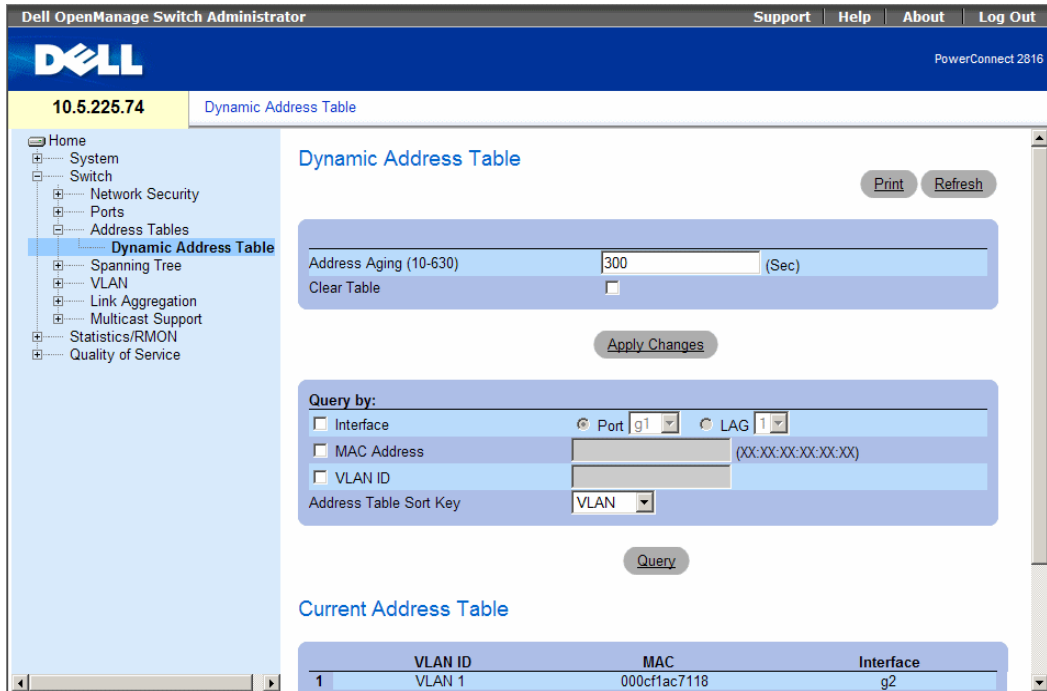 Dell OpenManage Switch Administrator Support Help About Log Out
DELL
PowerConnect 2816
10.5.225.74 Dynamic Address Table
Home
System
Switch
Network Security
Ports
Address Tables
Dynamic Address Table
Spanning Tree
VLAN
Link Aggregation
Multicast Support
Statistics/RMON
Quality of Service
Dynamic Address Table
Print Refresh
Address Aging (10-630) 300 (Sec)
Clear Table
Apply Changes
Query by:
Interface Port g1 LAG 1
MAC Address (XX:XX:XX:XX:XX:XX)
VLAN ID
Address Table Sort Key VLAN
Query
Current Address Table
VLAN ID MAC Interface
1 VLAN 1 000cf1ac7118 g2